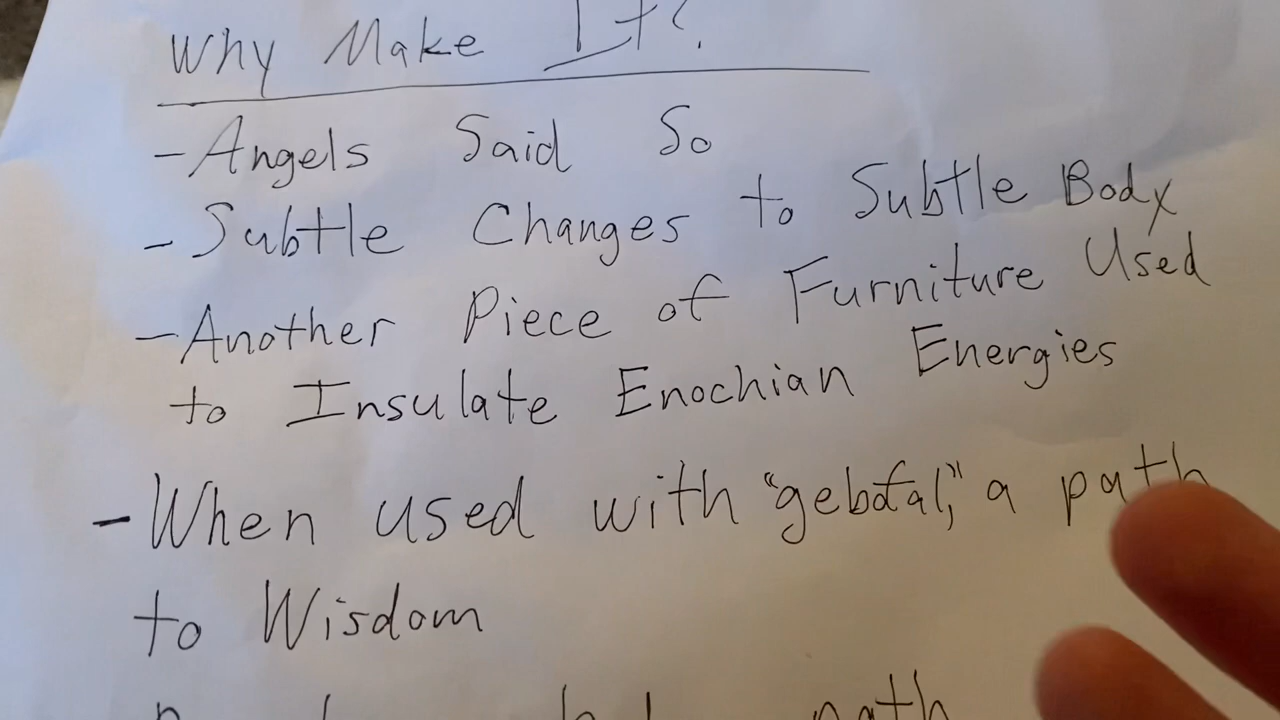 Why Make It?
- Angels Said So
- Subtle Changes to Subtle Body
- Another Piece of Furniture Used
to Insulate Enochian Energies
- When used with "gebofal," a path
to Wisdom
path